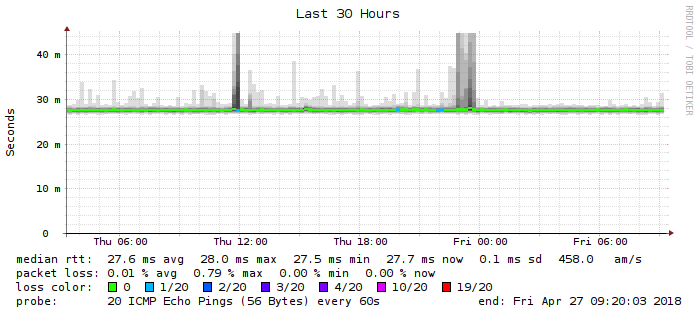 Last 30 Hours
RRDTOOL / TOBI OETIKER
Seconds
40 m
30 m
20 m
10 m
0
Thu 06:00 Thu 12:00 Thu 18:00 Fri 00:00 Fri 06:00
median rtt: 27.6 ms avg 28.0 ms max 27.5 ms min 27.7 ms now 0.1 ms sd 458.0 am/s
packet loss: 0.01 % avg 0.79 % max 0.00 % min 0.00 % now
loss color: 0 1/20 2/20 3/20 4/20 10/20 19/20
probe: 20 ICMP Echo Pings (56 Bytes) every 60s end: Fri Apr 27 09:20:03 2018